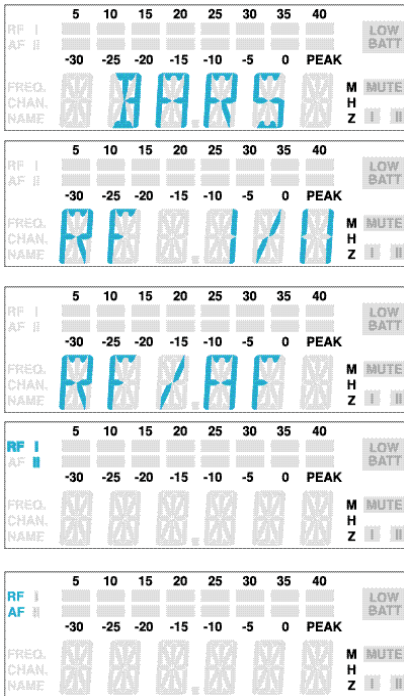 5 10 15 20 25 30 35 40
RF I LOW
AF II BATT
-30 -25 -20 -15 -10 -5 0 PEAK
FREQ. M MUTE
CHAN. BARS H
NAME Z I II
5 10 15 20 25 30 35 40
RF I LOW
AF II BATT
-30 -25 -20 -15 -10 -5 0 PEAK
FREQ. M MUTE
CHAN. RF I/II H
NAME Z I II
5 10 15 20 25 30 35 40
RF I LOW
AF II BATT
-30 -25 -20 -15 -10 -5 0 PEAK
FREQ. M MUTE
CHAN. RF/AF H
NAME Z I II
5 10 15 20 25 30 35 40
RF I LOW
AF II BATT
-30 -25 -20 -15 -10 -5 0 PEAK
FREQ. M MUTE
CHAN. H
NAME Z I II
5 10 15 20 25 30 35 40
RF I LOW
AF II BATT
-30 -25 -20 -15 -10 -5 0 PEAK
FREQ. M MUTE
CHAN. H
NAME Z I II